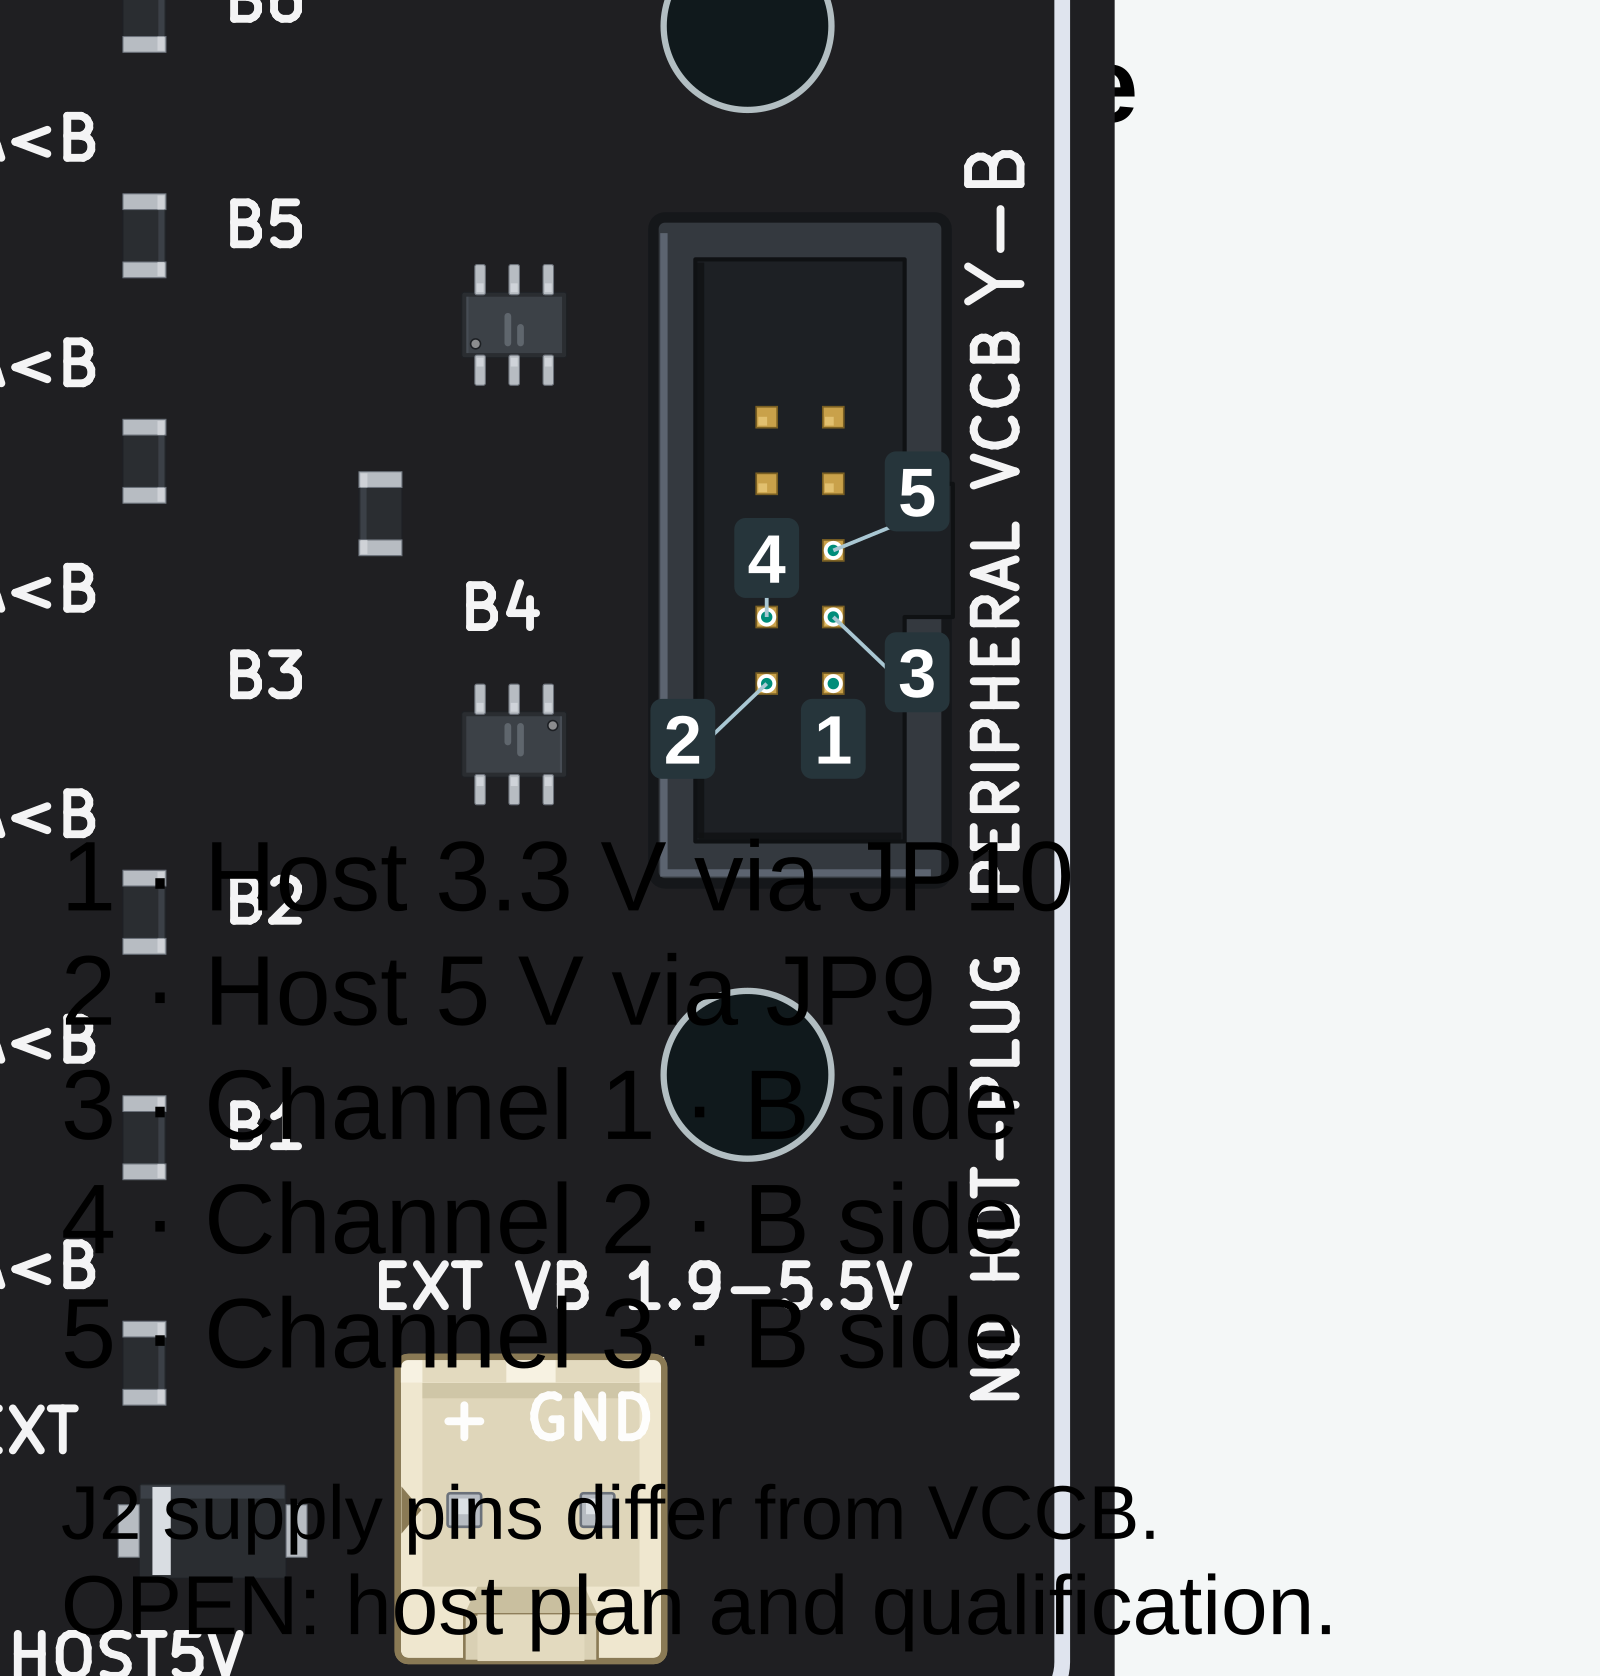 B6
e
<B
B5
<B
5
4
<B
B4
3
B3
2
1
<B
NO HOT-PLUG PERIPHERAL VCCB Y-B
1 · Host 3.3 V via JP10
B2
2 · Host 5 V via JP9
<B
3 · Channel 1 · B side
B1
4 · Channel 2 · B side
<B
EXT VB 1.9-5.5V
5 · Channel 3 · B side
+ GND
EXT
J2 supply pins differ from VCCB.
OPEN: host plan and qualification.
HOST5V